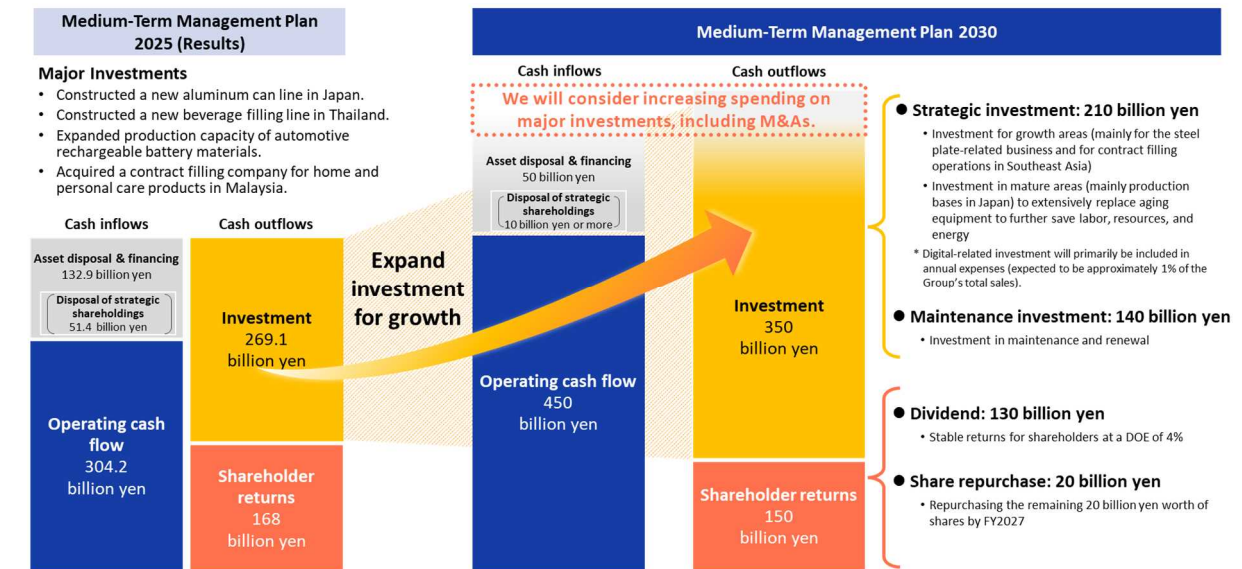 Medium-Term Management Plan
2025 (Results)
Major Investments
• Constructed a new aluminum can line in Japan.
• Constructed a new beverage filling line in Thailand.
• Expanded production capacity of automotive
rechargeable battery materials.
• Acquired a contract filling company for home and
personal care products in Malaysia.
Cash inflows
Cash outflows
Asset disposal & financing
132.9 billion yen
Disposal of strategic
shareholdings
51.4 billion yen
Operating cash
flow
304.2
billion yen
Investment
269.1
billion yen
Shareholder
returns
168
billion yen
Expand
investment
for growth
Medium-Term Management Plan 2030
Cash inflows
Cash outflows
We will consider increasing spending on
major investments, including M&As.
Asset disposal & financing
50 billion yen
Disposal of strategic
shareholdings
10 billion yen or more
Operating cash flow
450
billion yen
Investment
350
billion yen
Shareholder returns
150
billion yen
● Strategic investment: 210 billion yen
• Investment for growth areas (mainly for the steel
plate-related business and for contract filling
operations in Southeast Asia)
• Investment in mature areas (mainly production
bases in Japan) to extensively replace aging
equipment to further save labor, resources, and
energy
* Digital-related investment will primarily be included in
annual expenses (expected to be approximately 1% of the
Group's total sales).
● Maintenance investment: 140 billion yen
• Investment in maintenance and renewal
● Dividend: 130 billion yen
• Stable returns for shareholders at a DOE of 4%
● Share repurchase: 20 billion yen
• Repurchasing the remaining 20 billion yen worth of
shares by FY2027